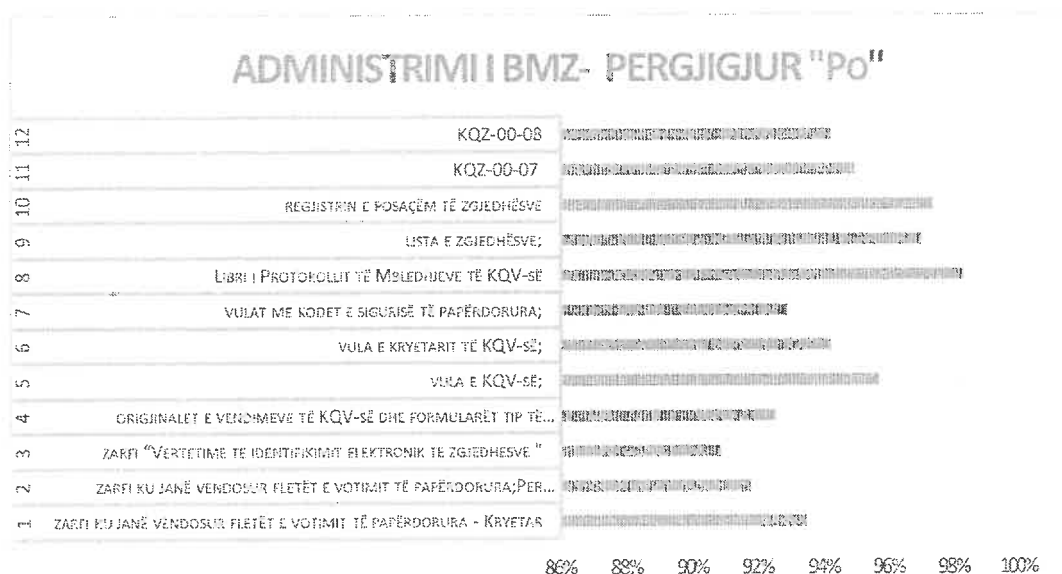 ADMINISTRIMI I BMZ- PERGJIGJUR "Po"
12 KQZ-00-08
11 KQZ-00-07
10 REGJISTRIN E POSAÇËM TË ZGJEDHËSVE
9 LISTA E ZGJEDHËSVE;
8 LIBRI I PROTOKOLLIT TË MBLEDHJEVE TË KQV-SË
7 VULAT ME KODET E SIGURISË TË PAPËRDORURA;
6 VULA E KRYETARIT TË KQV-SË;
5 VULA E KQV-SË;
4 ORIGJINALET E VENDIMEVE TË KQV-SË DHE FORMULARËT TIP TË...
3 ZARFI "VERTETIME TE IDENTIFIKIMIT ELEKTRONIK TE ZGJEDHESVE "
2 ZARFI KU JANË VENDOSUR FLETËT E VOTIMIT TË PAPËRDORURA;PER...
1 ZARFI KU JANË VENDOSUR FLETËT E VOTIMIT TË PAPËRDORURA - KRYETAR
86% 88% 90% 92% 94% 96% 98% 100%